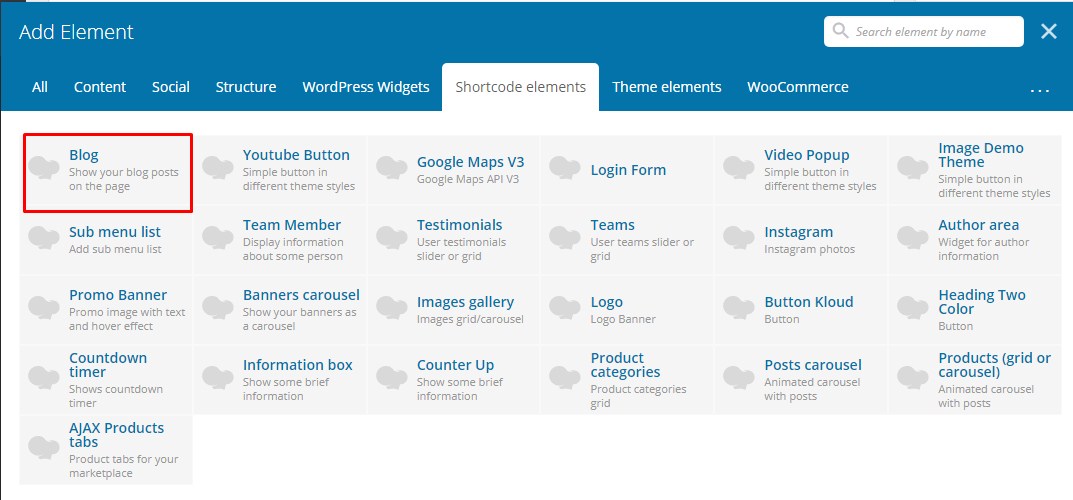 Add Element
Search element by name
All Content Social Structure WordPress Widgets Shortcode elements Theme elements WooCommerce ...
Blog
Show your blog posts
on the page
Youtube Button
Simple button in
different theme styles
Google Maps V3
Google Maps API V3
Login Form
Video Popup
Simple button in
different theme styles
Image Demo
Theme
Simple button in
different theme styles
Sub menu list
Add sub menu list
Team Member
Display information
about some person
Testimonials
User testimonials
slider or grid
Teams
User teams slider or
grid
Instagram
Instagram photos
Author area
Widget for author
information
Promo Banner
Promo image with text
and hover effect
Banners carousel
Show your banners as
a carousel
Images gallery
Images grid/carousel
Logo
Logo Banner
Button Kloud
Button
Heading Two
Color
Button
Countdown
timer
Shows countdown
timer
Information box
Show some brief
information
Counter Up
Show some brief
information
Product
categories
Product categories
grid
Posts carousel
Animated carousel
with posts
Products (grid or
carousel)
Animated carousel
with posts
AJAX Products
tabs
Product tabs for your
marketplace